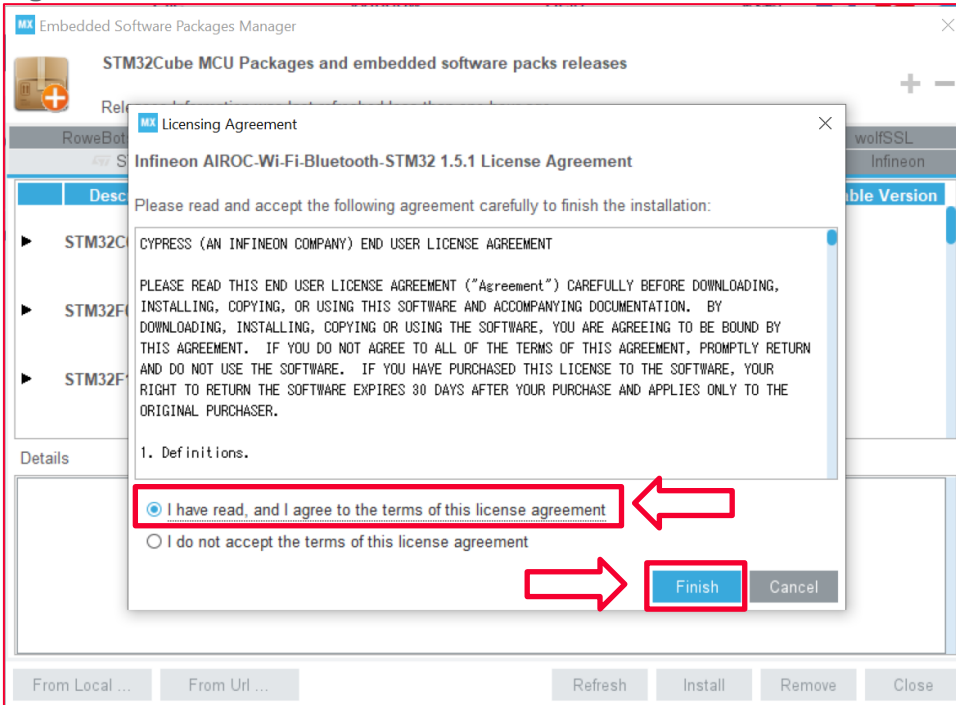 MX Embedded Software Packages Manager
STM32Cube MCU Packages and embedded software packs releases
MX Licensing Agreement
wolfSSL
Infineon
Infineon AIROC-Wi-Fi-Bluetooth-STM32 1.5.1 License Agreement
Version
Please read and accept the following agreement carefully to finish the installation:
CYPRESS (AN INFINEON COMPANY) END USER LICENSE AGREEMENT
PLEASE READ THIS END USER LICENSE AGREEMENT ("Agreement") CAREFULLY BEFORE DOWNLOADING,
INSTALLING, COPYING, OR USING THIS SOFTWARE AND ACCOMPANYING DOCUMENTATION.  BY
DOWNLOADING, INSTALLING, COPYING OR USING THE SOFTWARE, YOU ARE AGREEING TO BE BOUND BY
THIS AGREEMENT.  IF YOU DO NOT AGREE TO ALL OF THE TERMS OF THIS AGREEMENT, PROMPTLY RETURN
AND DO NOT USE THE SOFTWARE.  IF YOU HAVE PURCHASED THIS LICENSE TO THE SOFTWARE, YOUR
RIGHT TO RETURN THE SOFTWARE EXPIRES 30 DAYS AFTER YOUR PURCHASE AND APPLIES ONLY TO THE
ORIGINAL PURCHASER.
1. Definitions.
Details
I have read, and I agree to the terms of this license agreement
I do not accept the terms of this license agreement
Finish Cancel
From Local ... From Url ... Refresh Install Remove Close